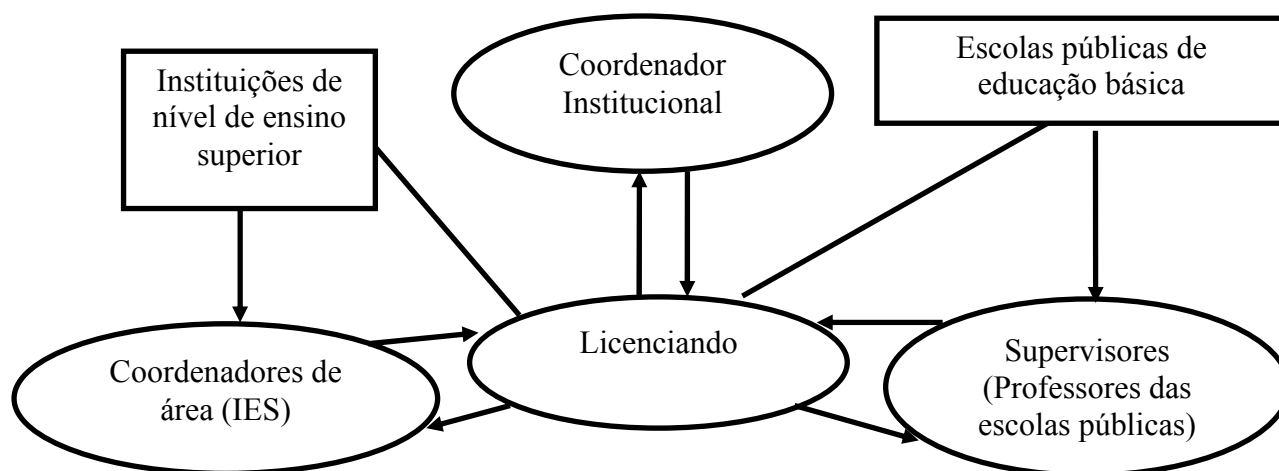 Instituições de
nível de ensino
superior
Coordenador
Institucional
Escolas públicas de
educação básica
Coordenadores de
área (IES)
Licenciando
Supervisores
(Professores das
escolas públicas)